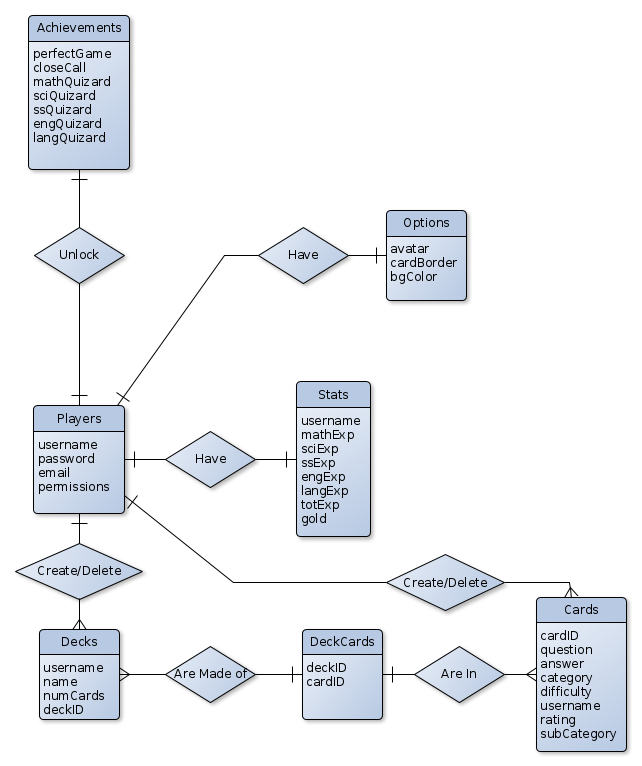 Achievements
perfectGame
closeCall
mathQuizard
sciQuizard
ssQuizard
engQuizard
langQuizard
Unlock
Have
Options
avatar
cardBorder
bgColor
Players
username
password
email
permissions
Have
Stats
username
mathExp
sciExp
ssExp
engExp
langExp
totExp
gold
Create/Delete
Create/Delete
Decks
username
name
numCards
deckID
Are Made of
DeckCards
deckID
cardID
Are In
Cards
cardID
question
answer
category
difficulty
username
rating
subCategory